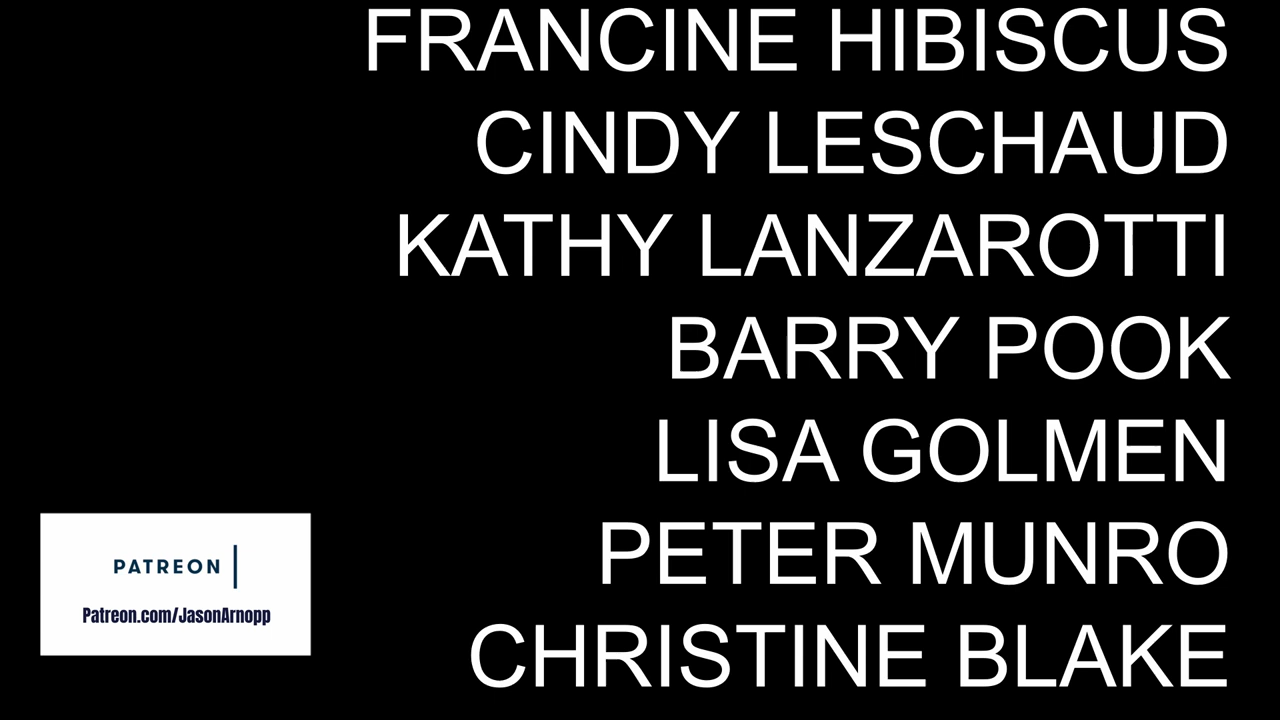 FRANCINE HIBISCUS
CINDY LESCHAUD
KATHY LANZAROTTI
BARRY POOK
LISA GOLMEN
PETER MUNRO
CHRISTINE BLAKE
PATREON
Patreon.com/JasonArnopp